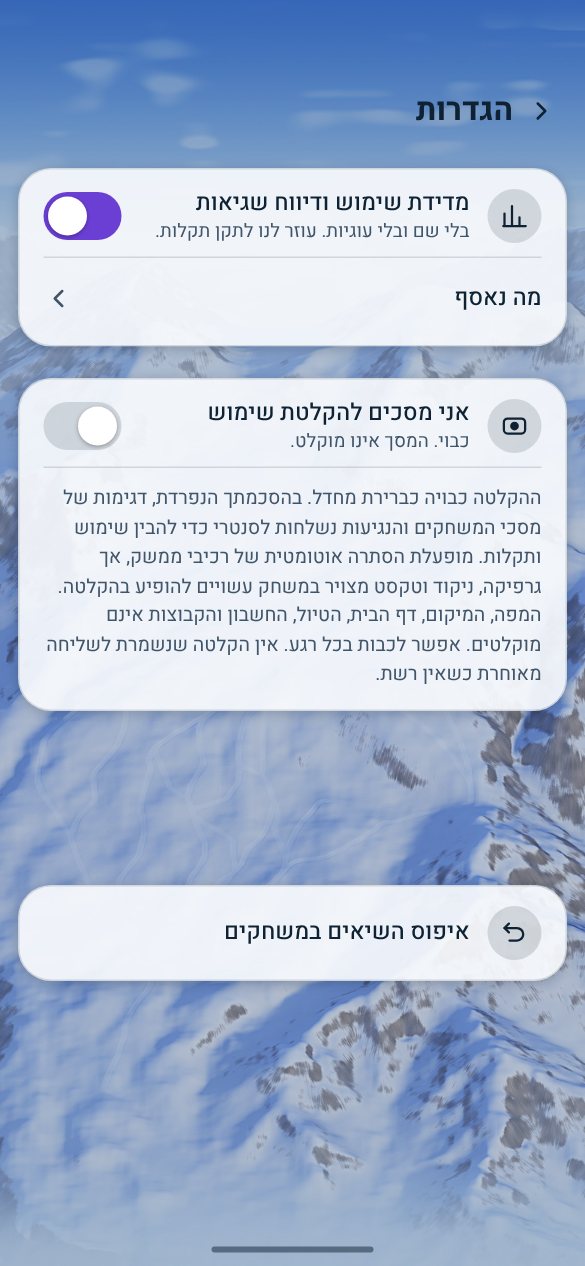 הגדרות
מדידת שימוש ודיווח שגיאות
בלי שם ובלי עוגיות. עוזר לנו לתקן תקלות.
מה נאסף
אני מסכים להקלטת שימוש
כבוי. המסך אינו מוקלט.
ההקלטה כבויה כברירת מחדל. בהסכמתך הנפרדת, דגימות של
מסכי המשחקים והנגיעות נשלחות לסנטרי כדי להבין שימוש
ותקלות. מופעלת הסתרה אוטומטית של רכיבי ממשק, אך
גרפיקה, ניקוד וטקסט מצויר במשחק עשויים להופיע בהקלטה.
המפה, המיקום, דף הבית, הטיול, החשבון והקבוצות אינם
מוקלטים. אפשר לכבות בכל רגע. אין הקלטה שנשמרת לשליחה
מאוחרת כשאין רשת.
איפוס השיאים במשחקים